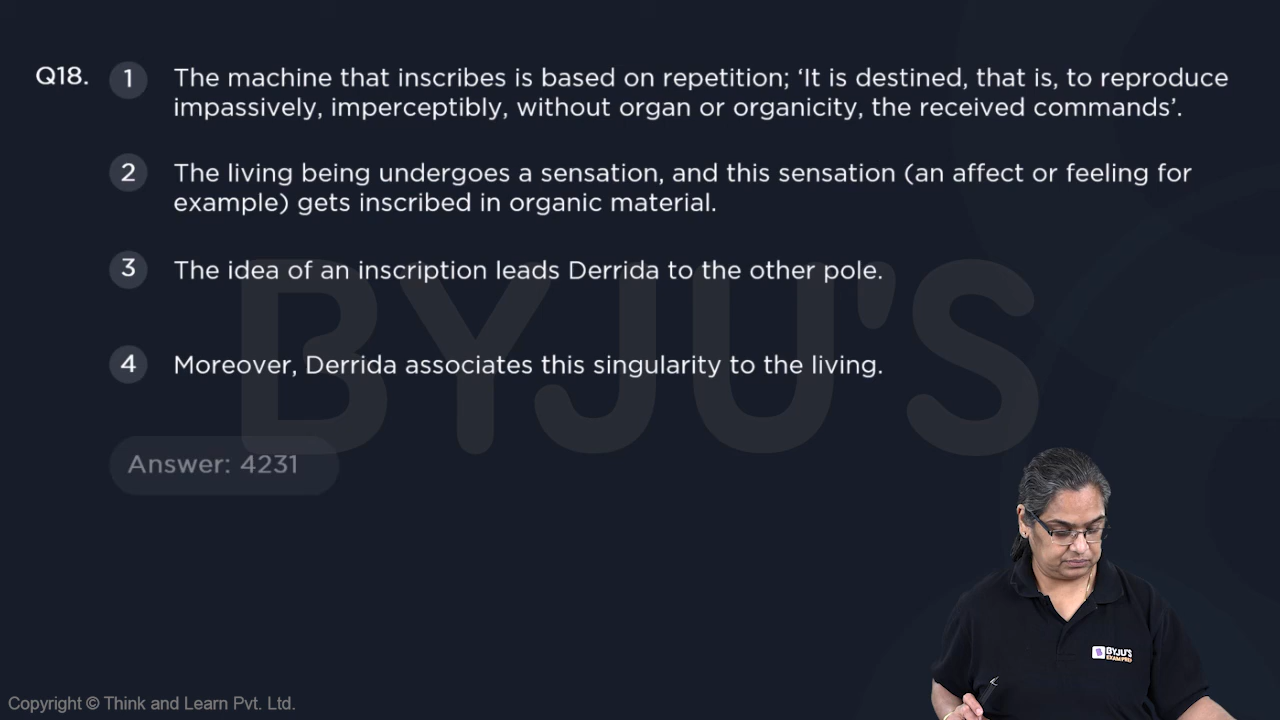 Q18. 1 The machine that inscribes is based on repetition; ‘It is destined, that is, to reproduce
impassively, imperceptibly, without organ or organicity, the received commands’.
2 The living being undergoes a sensation, and this sensation (an affect or feeling for
example) gets inscribed in organic material.
3 The idea of an inscription leads Derrida to the other pole.
4 Moreover, Derrida associates this singularity to the living.
BYJU'S
Answer: 4231
BYJU'S
EXAM PREP
Copyright © Think and Learn Pvt. Ltd.